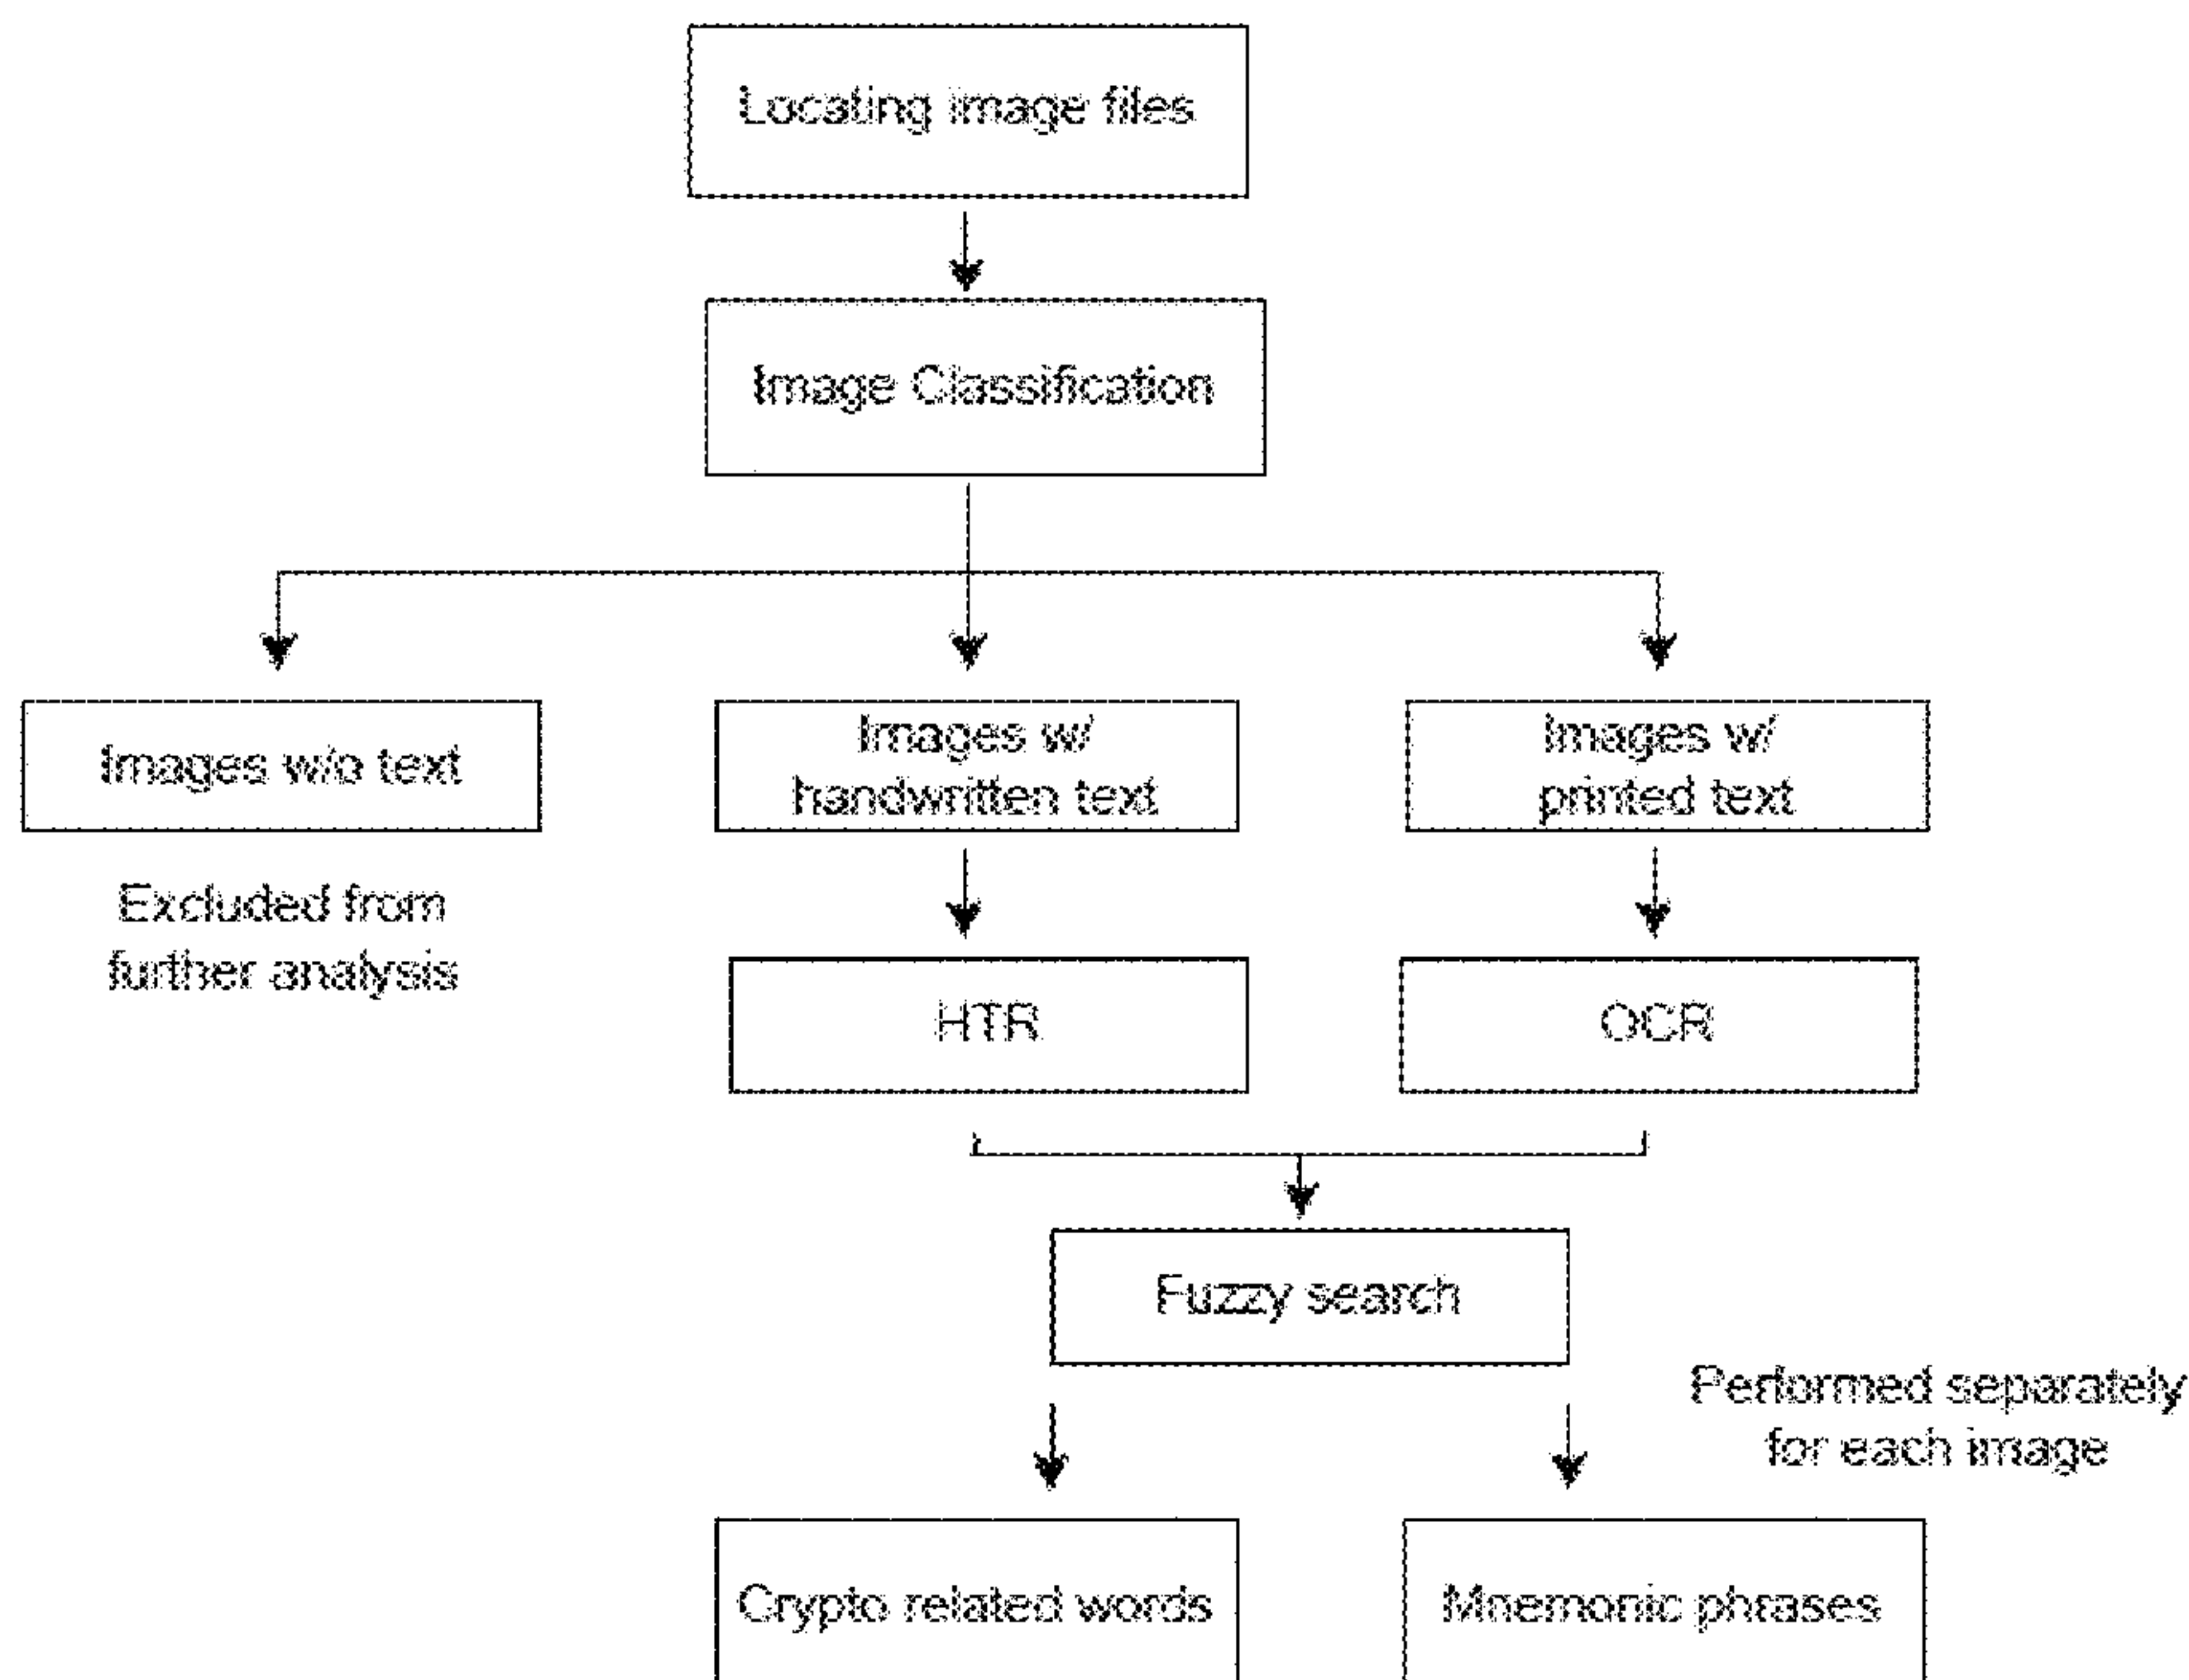 Locating image files
Image Classification
Images w/o text
Images w/
handwritten text
Images w/
printed text
Excluded from
further analysis
HTR
OCR
Fuzzy search
Performed separately
for each image
Crypto related words
Mnemonic phrases